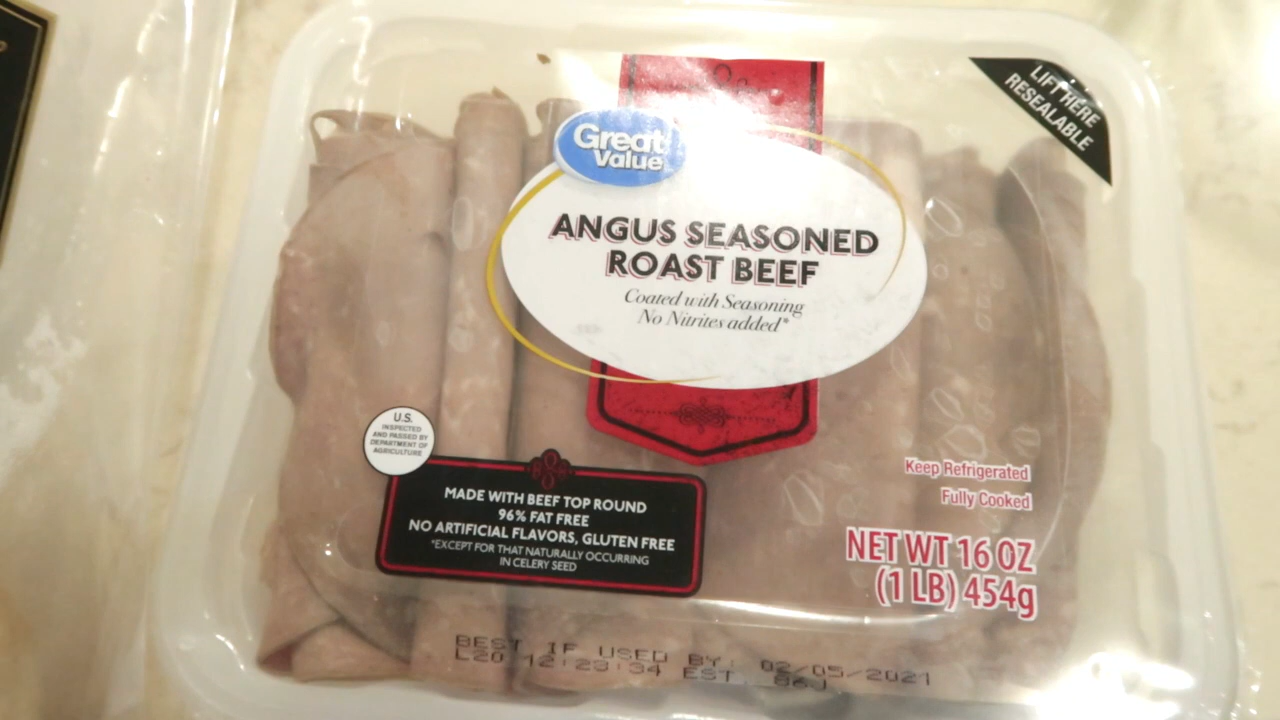 LIFT HERE
RESEALABLE
Great
Value
ANGUS SEASONED
ROAST BEEF
Coated with Seasoning
No Nitrites added*
U.S.
INSPECTED
AND PASSED BY
DEPARTMENT OF
AGRICULTURE
MADE WITH BEEF TOP ROUND
96% FAT FREE
NO ARTIFICIAL FLAVORS, GLUTEN FREE
*EXCEPT FOR THAT NATURALLY OCCURRING
IN CELERY SEED
Keep Refrigerated
Fully Cooked
NET WT 16 OZ
(1 LB) 454g
BEST IF USED BY: 02/05/2021
L20 12:23:34 EST. 86J